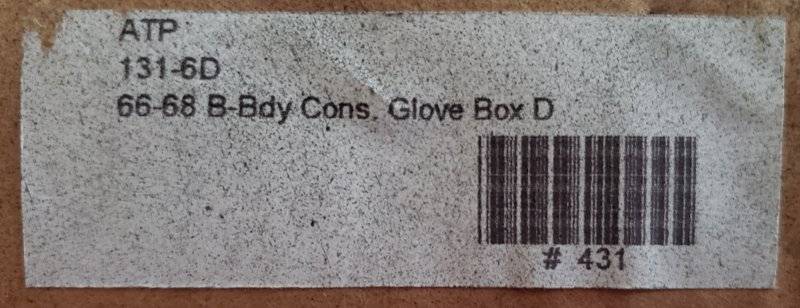 ATP
131-6D
66-68 B-Bdy Cons. Glove Box D
# 431